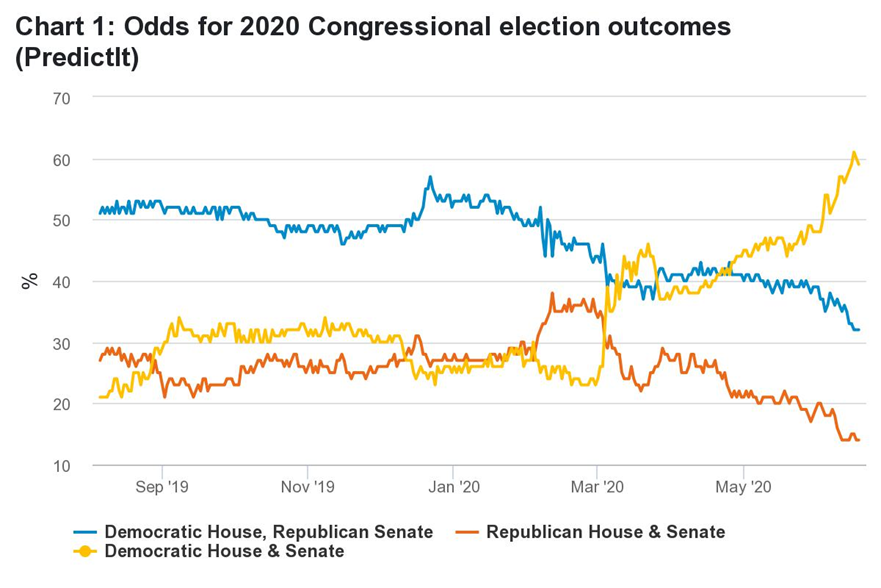 Chart 1: Odds for 2020 Congressional election outcomes
(PredictIt)
70
60
50
40
30
20
10
%
Sep '19
Nov '19
Jan '20
Mar '20
May '20
Democratic House, Republican Senate
Republican House & Senate
Democratic House & Senate